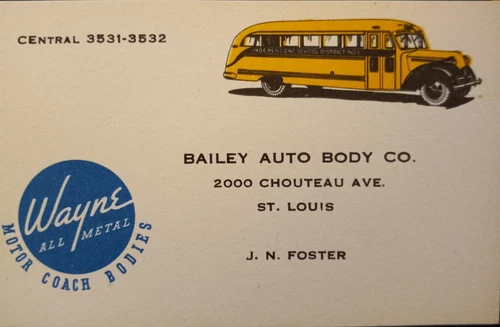 CENTRAL 3531-3532
INDEPENDENT SCHOOL DISTRICT NO.
BAILEY AUTO BODY CO.
2000 CHOUTEAU AVE.
ST. LOUIS
J. N. FOSTER
Wayne
ALL METAL
MOTOR COACH BODIES